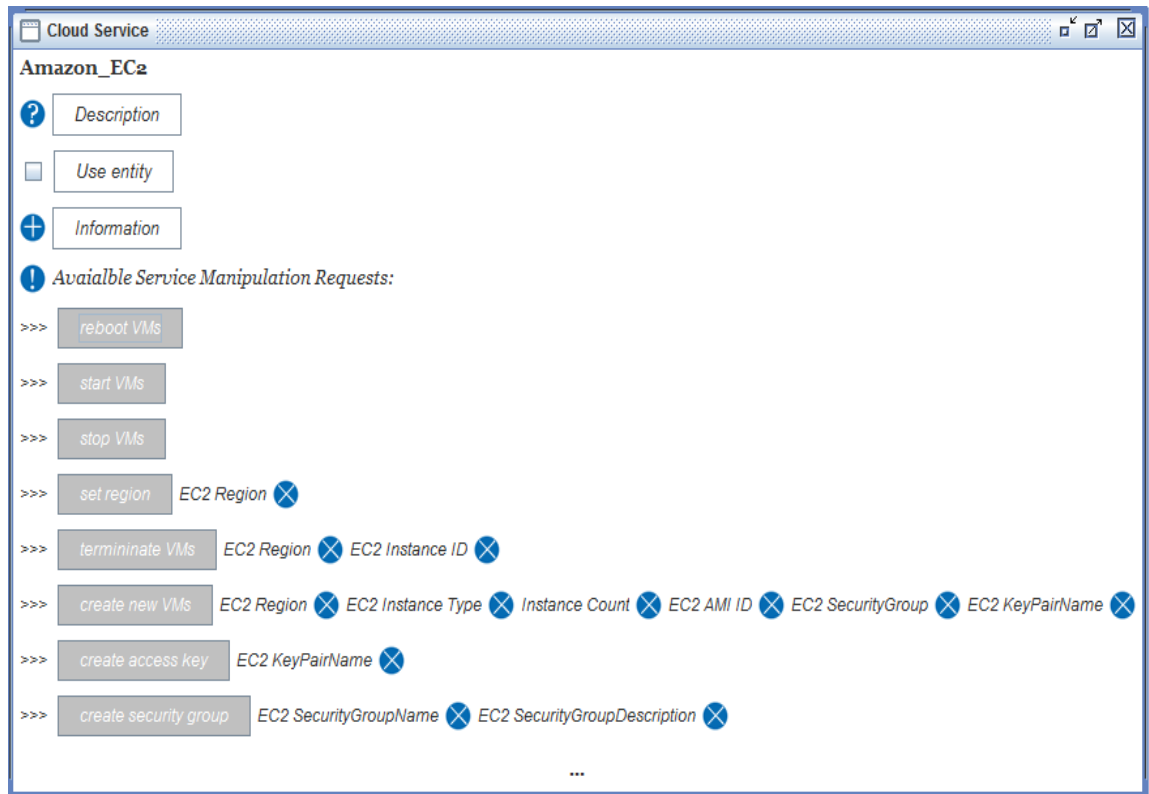 Cloud Service
Amazon_EC2
? Description
Use entity
Information
! Avaialble Service Manipulation Requests:
>>> reboot VMs
>>> start VMs
>>> stop VMs
>>> set region EC2 Region
>>> termininate VMs EC2 Region EC2 Instance ID
>>> create new VMs EC2 Region EC2 Instance Type Instance Count EC2 AMI ID EC2 SecurityGroup EC2 KeyPairName
>>> create access key EC2 KeyPairName
>>> create security group EC2 SecurityGroupName EC2 SecurityGroupDescription
...